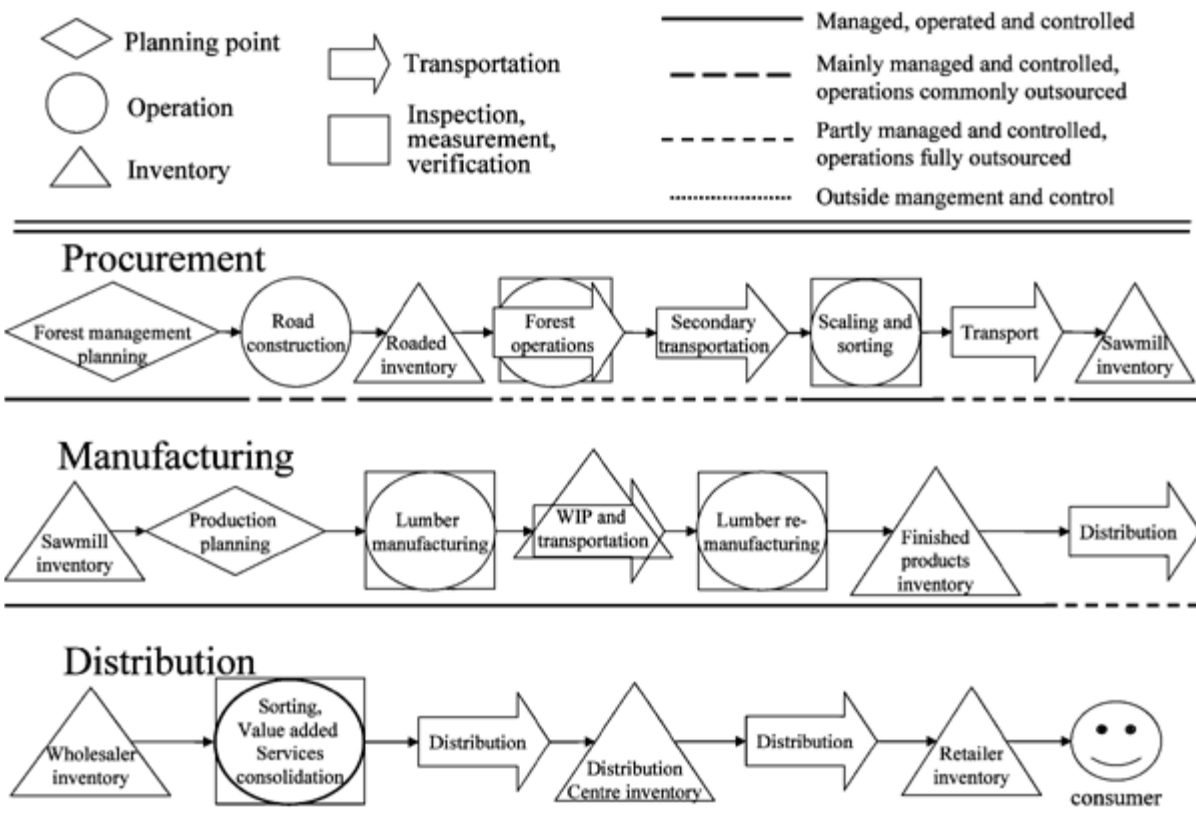 Planning point
Operation
Inventory
Transportation
Inspection,
measurement,
verification
Managed, operated and controlled
Mainly managed and controlled,
operations commonly outsourced
Partly managed and controlled,
operations fully outsourced
Outside mangement and control
Procurement
Forest management
planning
Road
construction
Roaded
inventory
Forest
operations
Secondary
transportation
Scaling and
sorting
Transport
Sawmill
inventory
Manufacturing
Sawmill
inventory
Production
planning
Lumber
manufacturing
WIP and
transportation
Lumber re-
manufacturing
Finished
products
inventory
Distribution
Distribution
Wholesaler
inventory
Sorting,
Value added
Services
consolidation
Distribution
Distribution
Centre inventory
Distribution
Retailer
inventory
consumer